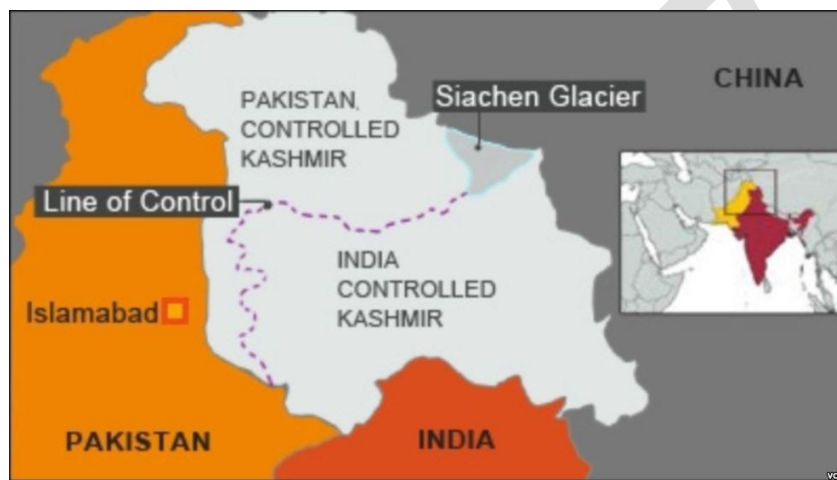 CHINA
Siachen Glacier
PAKISTAN,
CONTROLLED
KASHMIR
Line of Control
INDIA
CONTROLLED
KASHMIR
Islamabad
PAKISTAN
INDIA